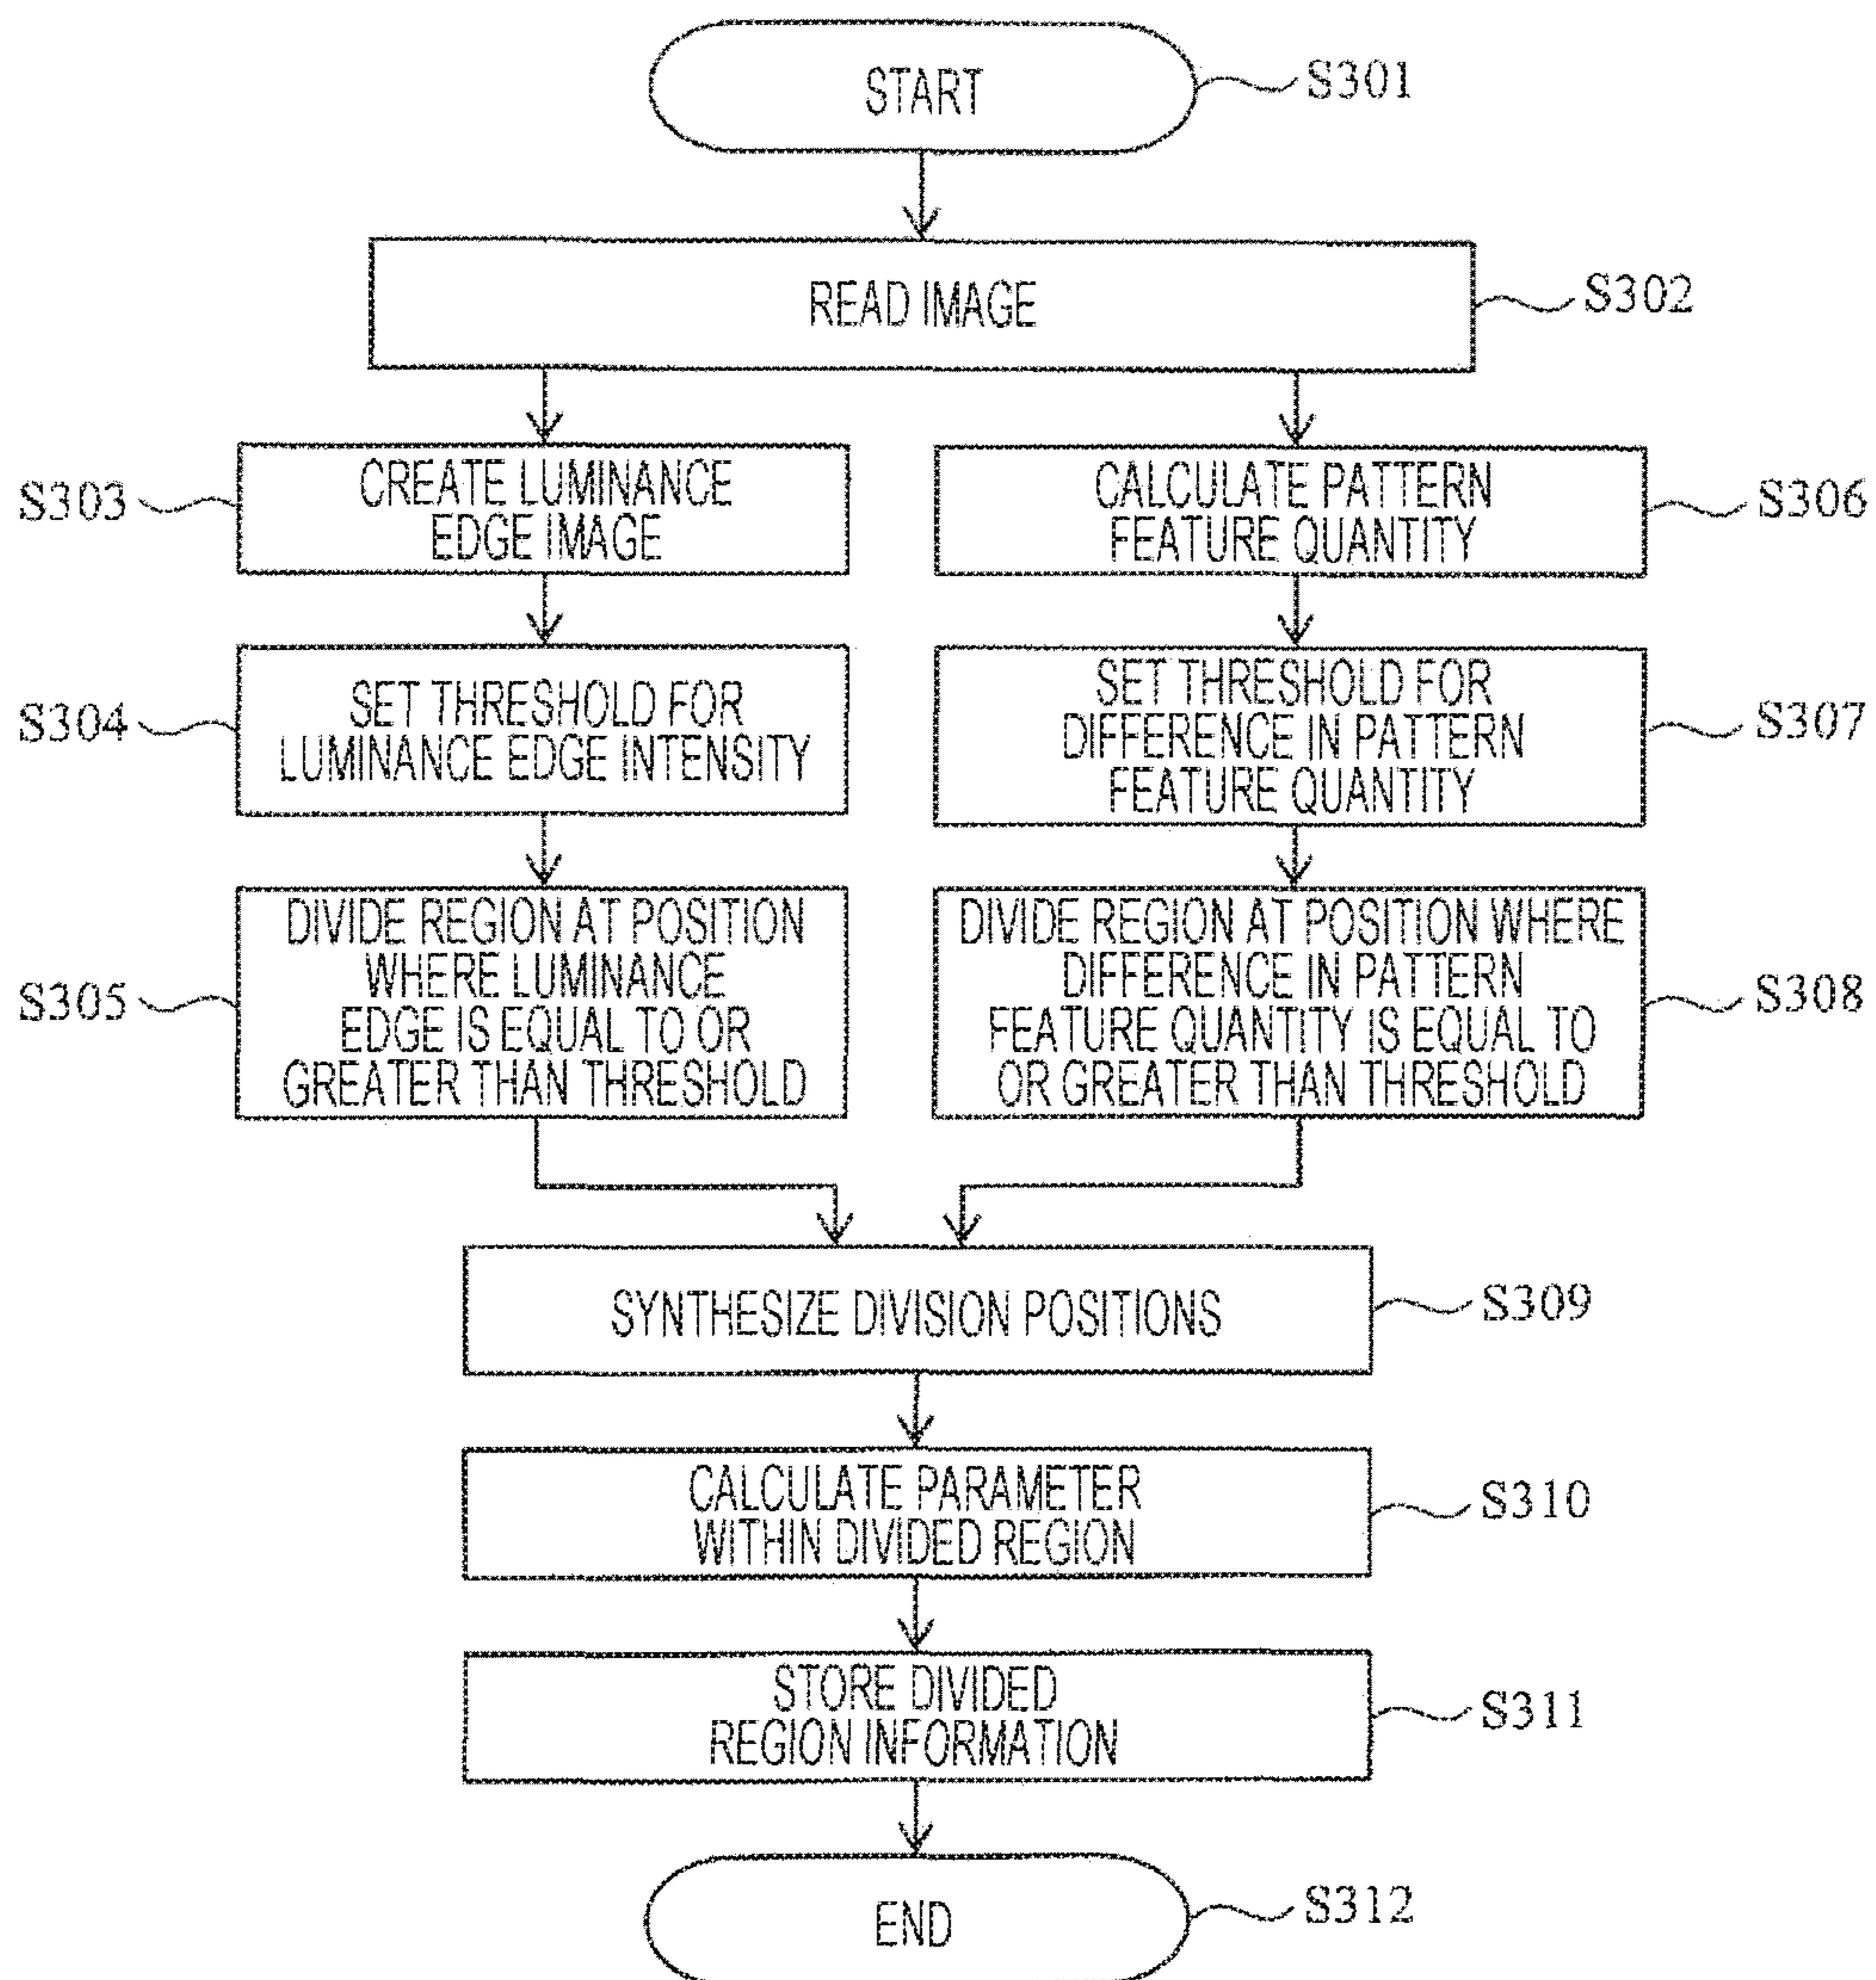 START
S301
READ IMAGE
S302
S303
CREATE LUMINANCE
EDGE IMAGE
CALCULATE PATTERN
FEATURE QUANTITY
S306
S304
SET THRESHOLD FOR
LUMINANCE EDGE INTENSITY
SET THRESHOLD FOR
DIFFERENCE IN PATTERN
FEATURE QUANTITY
S307
S305
DIVIDE REGION AT POSITION
WHERE LUMINANCE
EDGE IS EQUAL TO OR
GREATER THAN THRESHOLD
DIVIDE REGION AT POSITION WHERE
DIFFERENCE IN PATTERN
FEATURE QUANTITY IS EQUAL TO
OR GREATER THAN THRESHOLD
S308
SYNTHESIZE DIVISION POSITIONS
S309
CALCULATE PARAMETER
WITHIN DIVIDED REGION
S310
STORE DIVIDED
REGION INFORMATION
S311
END
S312